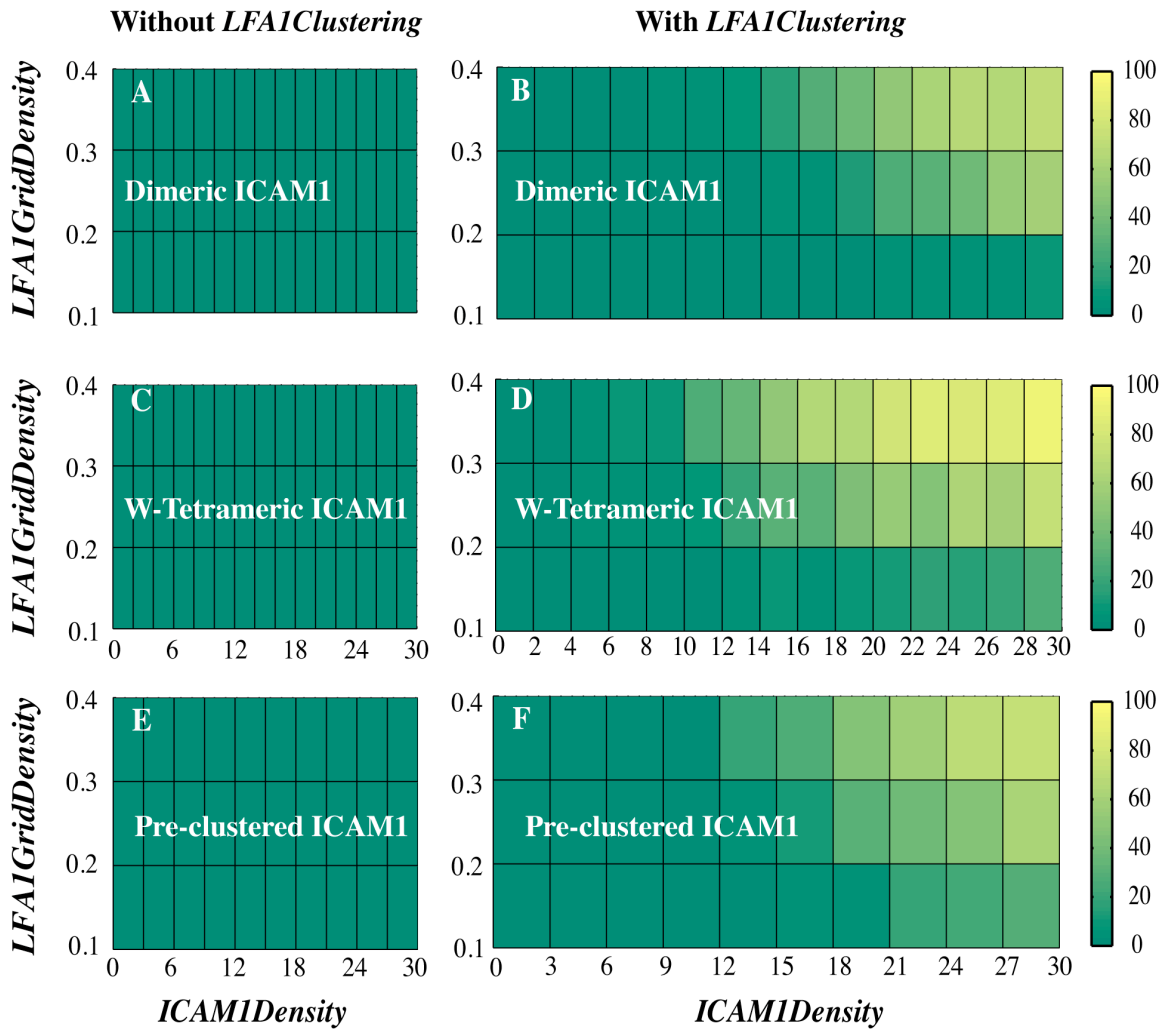 Without LFA1Clustering
With LFA1Clustering
LFA1GridDensity
0.4
0.3
0.2
0.1
A
Dimeric ICAM1
0.4
0.3
0.2
0.1
B
Dimeric ICAM1
100
80
60
40
20
0
LFA1GridDensity
0.4
0.3
0.2
0.1
C
W-Tetrameric ICAM1
0 6 12 18 24 30
0.4
0.3
0.2
0.1
D
W-Tetrameric ICAM1
0 2 4 6 8 10 12 14 16 18 20 22 24 26 28 30
100
80
60
40
20
0
LFA1GridDensity
0.4
0.3
0.2
0.1
E
Pre-clustered ICAM1
0 6 12 18 24 30
ICAM1Density
0.4
0.3
0.2
0.1
F
Pre-clustered ICAM1
0 3 6 9 12 15 18 21 24 27 30
ICAM1Density
100
80
60
40
20
0